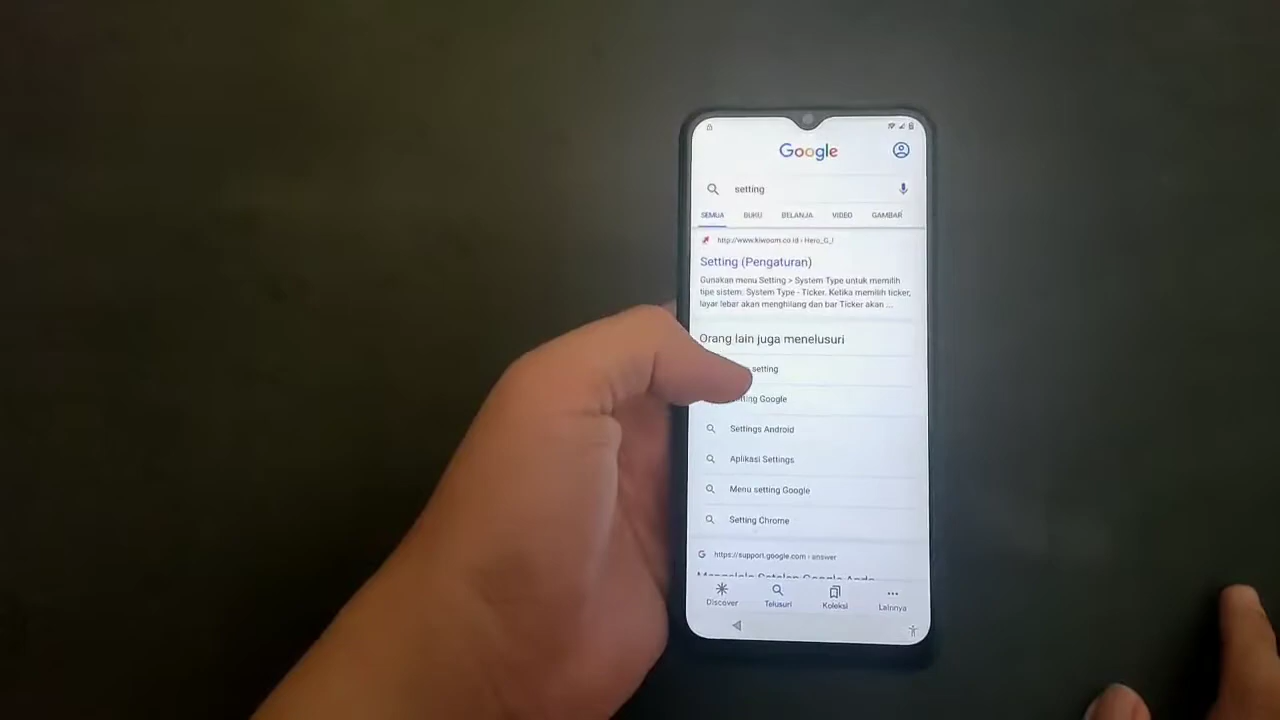 Google
setting
SEMUA BUKU BELANJA VIDEO GAMBAR
http://www.kiwoom.co.id › Hero_G_I
Setting (Pengaturan)
Gunakan menu Setting > System Type untuk memilih
tipe sistem. System Type - Ticker. Ketika memilih ticker,
layar lebar akan menghilang dan bar Ticker akan ...
Orang lain juga menelusuri
setting
Google
Settings Android
Aplikasi Settings
Menu setting Google
Setting Chrome
https://support.google.com › answer
Discover Telusuri Koleksi Lainnya